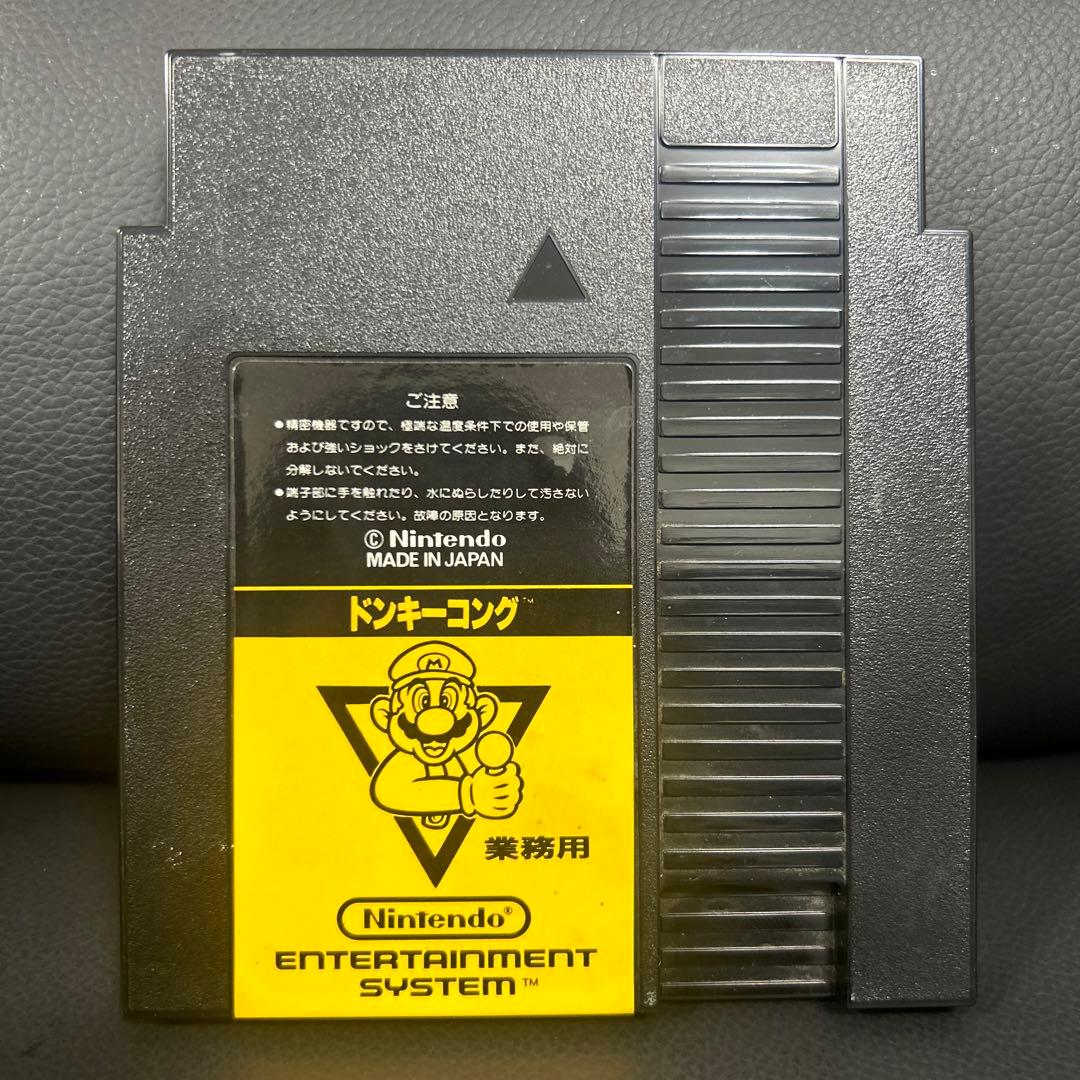 ご注意
●精密機器ですので、極端な温度条件下での使用や保管
および強いショックをさけてください。また、絶対に
分解しないでください。
●端子部に手を触れたり、水にぬらしたりして汚さない
ようにしてください。故障の原因となります。
© Nintendo
MADE IN JAPAN
ドンキーコング™
M
業務用
Nintendo®
ENTERTAINMENT
SYSTEM™